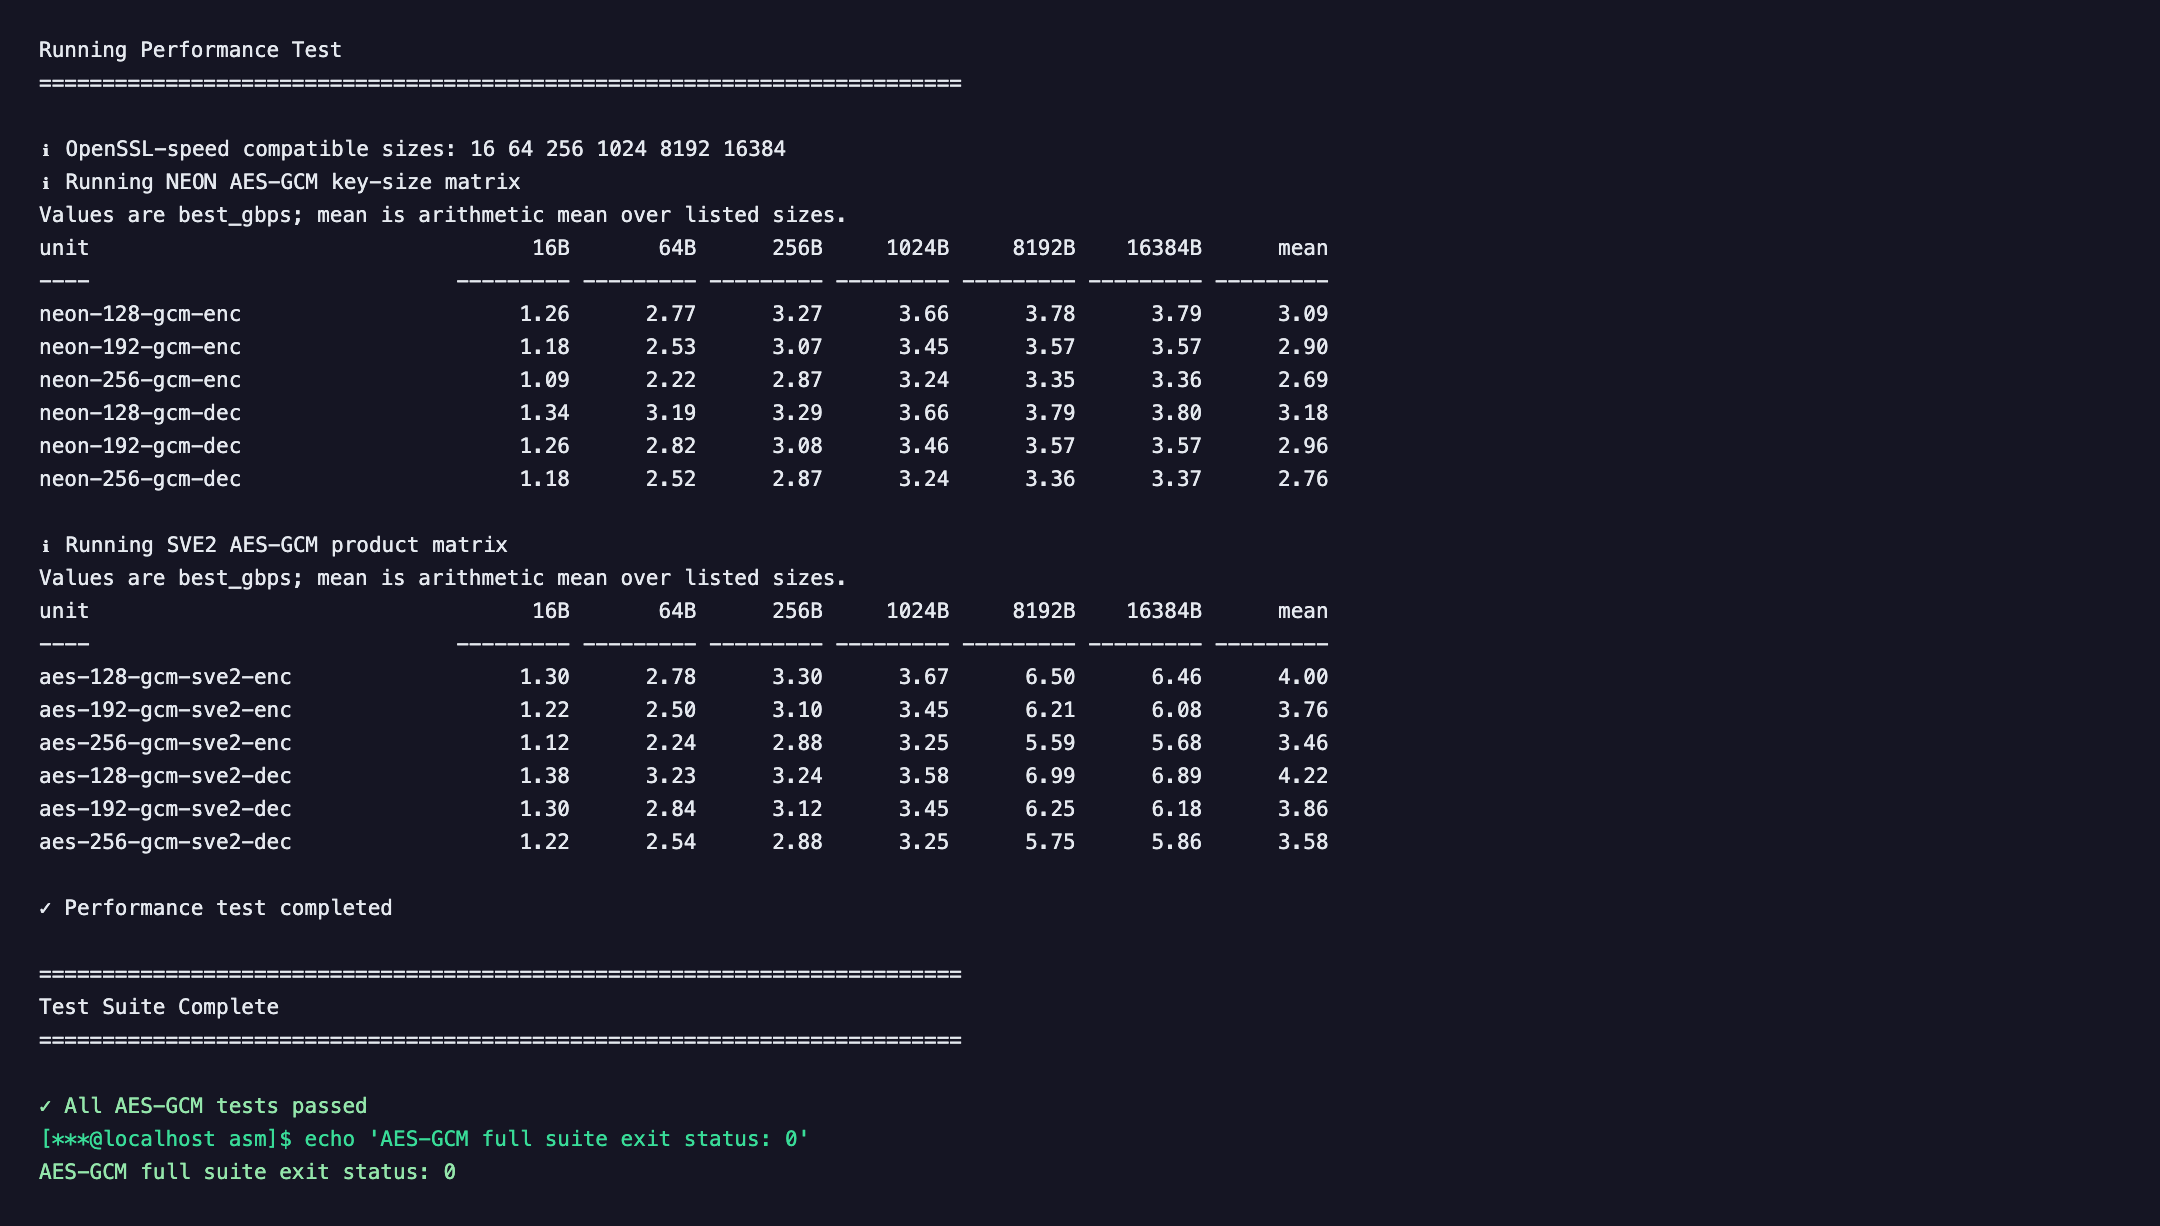 Running Performance Test
=========================================================================
ℹ OpenSSL-speed compatible sizes: 16 64 256 1024 8192 16384
ℹ Running NEON AES-GCM key-size matrix
Values are best_gbps; mean is arithmetic mean over listed sizes.
unit                                   16B       64B      256B     1024B     8192B    16384B      mean
----                             --------- --------- --------- --------- --------- --------- ---------
neon-128-gcm-enc                      1.26      2.77      3.27      3.66      3.78      3.79      3.09
neon-192-gcm-enc                      1.18      2.53      3.07      3.45      3.57      3.57      2.90
neon-256-gcm-enc                      1.09      2.22      2.87      3.24      3.35      3.36      2.69
neon-128-gcm-dec                      1.34      3.19      3.29      3.66      3.79      3.80      3.18
neon-192-gcm-dec                      1.26      2.82      3.08      3.46      3.57      3.57      2.96
neon-256-gcm-dec                      1.18      2.52      2.87      3.24      3.36      3.37      2.76
ℹ Running SVE2 AES-GCM product matrix
Values are best_gbps; mean is arithmetic mean over listed sizes.
unit                                   16B       64B      256B     1024B     8192B    16384B      mean
----                             --------- --------- --------- --------- --------- --------- ---------
aes-128-gcm-sve2-enc                  1.30      2.78      3.30      3.67      6.50      6.46      4.00
aes-192-gcm-sve2-enc                  1.22      2.50      3.10      3.45      6.21      6.08      3.76
aes-256-gcm-sve2-enc                  1.12      2.24      2.88      3.25      5.59      5.68      3.46
aes-128-gcm-sve2-dec                  1.38      3.23      3.24      3.58      6.99      6.89      4.22
aes-192-gcm-sve2-dec                  1.30      2.84      3.12      3.45      6.25      6.18      3.86
aes-256-gcm-sve2-dec                  1.22      2.54      2.88      3.25      5.75      5.86      3.58
✓ Performance test completed
=========================================================================
Test Suite Complete
=========================================================================
✓ All AES-GCM tests passed
[***@localhost asm]$ echo 'AES-GCM full suite exit status: 0'
AES-GCM full suite exit status: 0